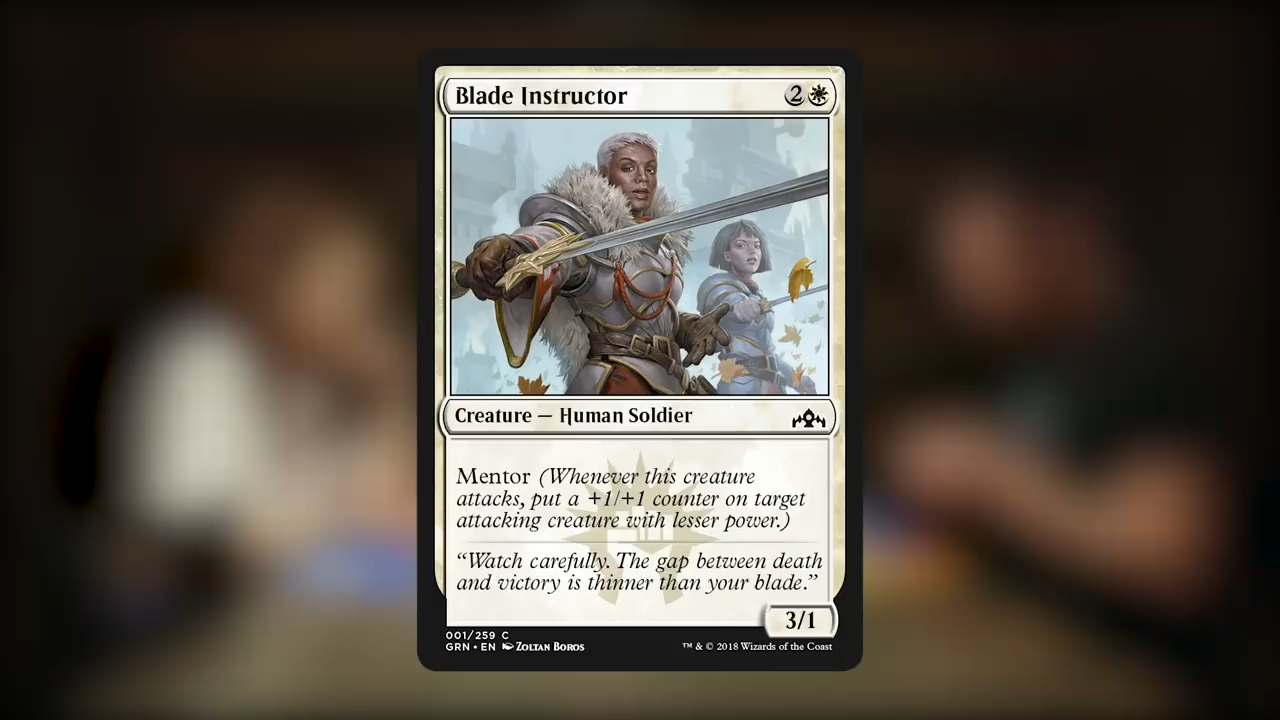 Blade Instructor 2
Creature — Human Soldier
Mentor (Whenever this creature
attacks, put a +1/+1 counter on target
attacking creature with lesser power.)
“Watch carefully. The gap between death
and victory is thinner than your blade.”
3/1
001/259 C
GRN • EN ZOLTAN BOROS ™ & © 2018 Wizards of the Coast